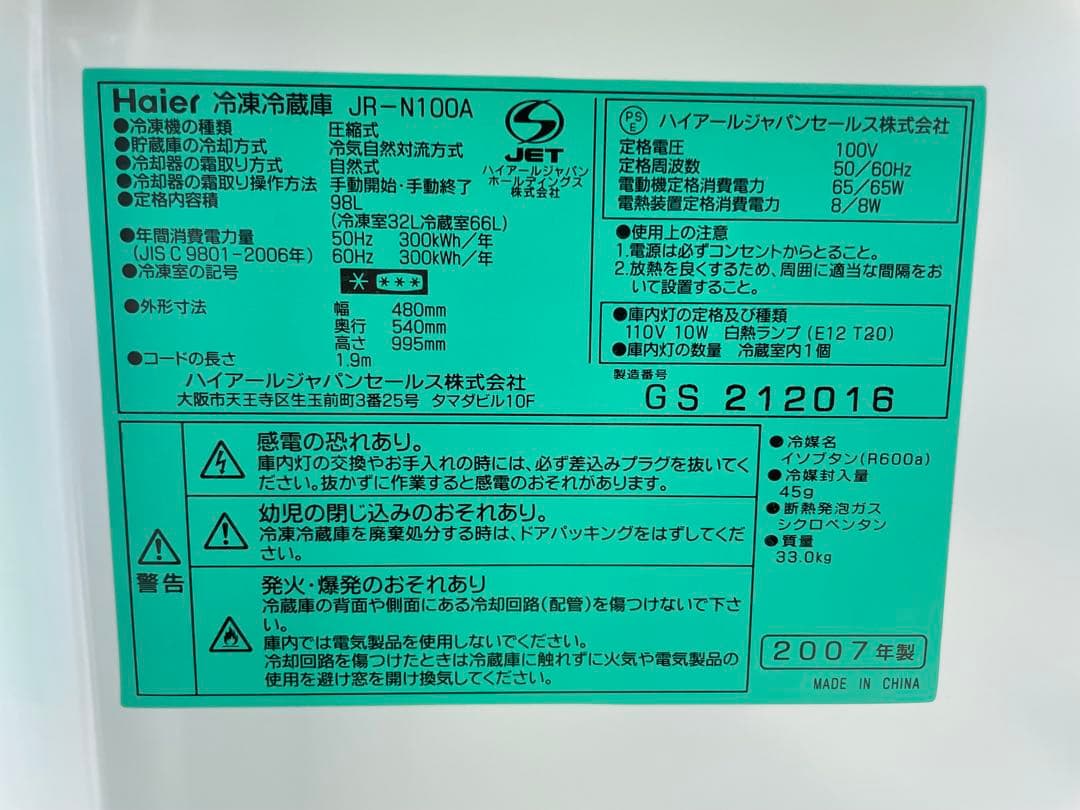 Haier 冷凍冷蔵庫 JR-N100A
●冷凍機の種類 圧縮式
●貯蔵庫の冷却方式 冷気自然対流方式
●冷却器の霜取り方式 自然式
●冷却器の霜取り操作方法 手動開始・手動終了
●定格内容積 98L
(冷凍室32L冷蔵室66L)
●年間消費電力量 50Hz 300kWh/年
(JIS C 9801-2006年) 60Hz 300kWh/年
●冷凍室の記号 * ***
●外形寸法 幅 480mm
奥行 540mm
高さ 995mm
●コードの長さ 1.9m
ハイアールジャパンセールス株式会社
大阪市天王寺区生玉前町3番25号 タマダビル10F
S
JET
ハイアールジャパン
ホールディングス
株式会社
PS
E
ハイアールジャパンセールス株式会社
定格電圧 100V
定格周波数 50/60Hz
電動機定格消費電力 65/65W
電熱装置定格消費電力 8/8W
●使用上の注意
1.電源は必ずコンセントからとること。
2.放熱を良くするため、周囲に適当な間隔をお
いて設置すること。
●庫内灯の定格及び種類
110V 10W 白熱ランプ(E12 T20)
●庫内灯の数量 冷蔵室内1個
製造番号
GS 212016
警告
感電の恐れあり。
庫内灯の交換やお手入れの時には、必ず差込みプラグを抜いてく
ださい。抜かずに作業すると感電のおそれがあります。
幼児の閉じ込みのおそれあり。
冷凍冷蔵庫を廃棄処分する時は、ドアパッキングをはずしてくだ
さい。
発火・爆発のおそれあり
冷蔵庫の背面や側面にある冷却回路(配管)を傷つけないで下さ
い。
庫内では電気製品を使用しないでください。
冷却回路を傷つけたときは冷蔵庫に触れずに火気や電気製品の
使用を避け窓を開け換気してください。
●冷媒名
イソブタン(R600a)
●冷媒封入量
45g
●断熱発泡ガス
シクロペンタン
●質量
33.0kg
2007年製
MADE IN CHINA